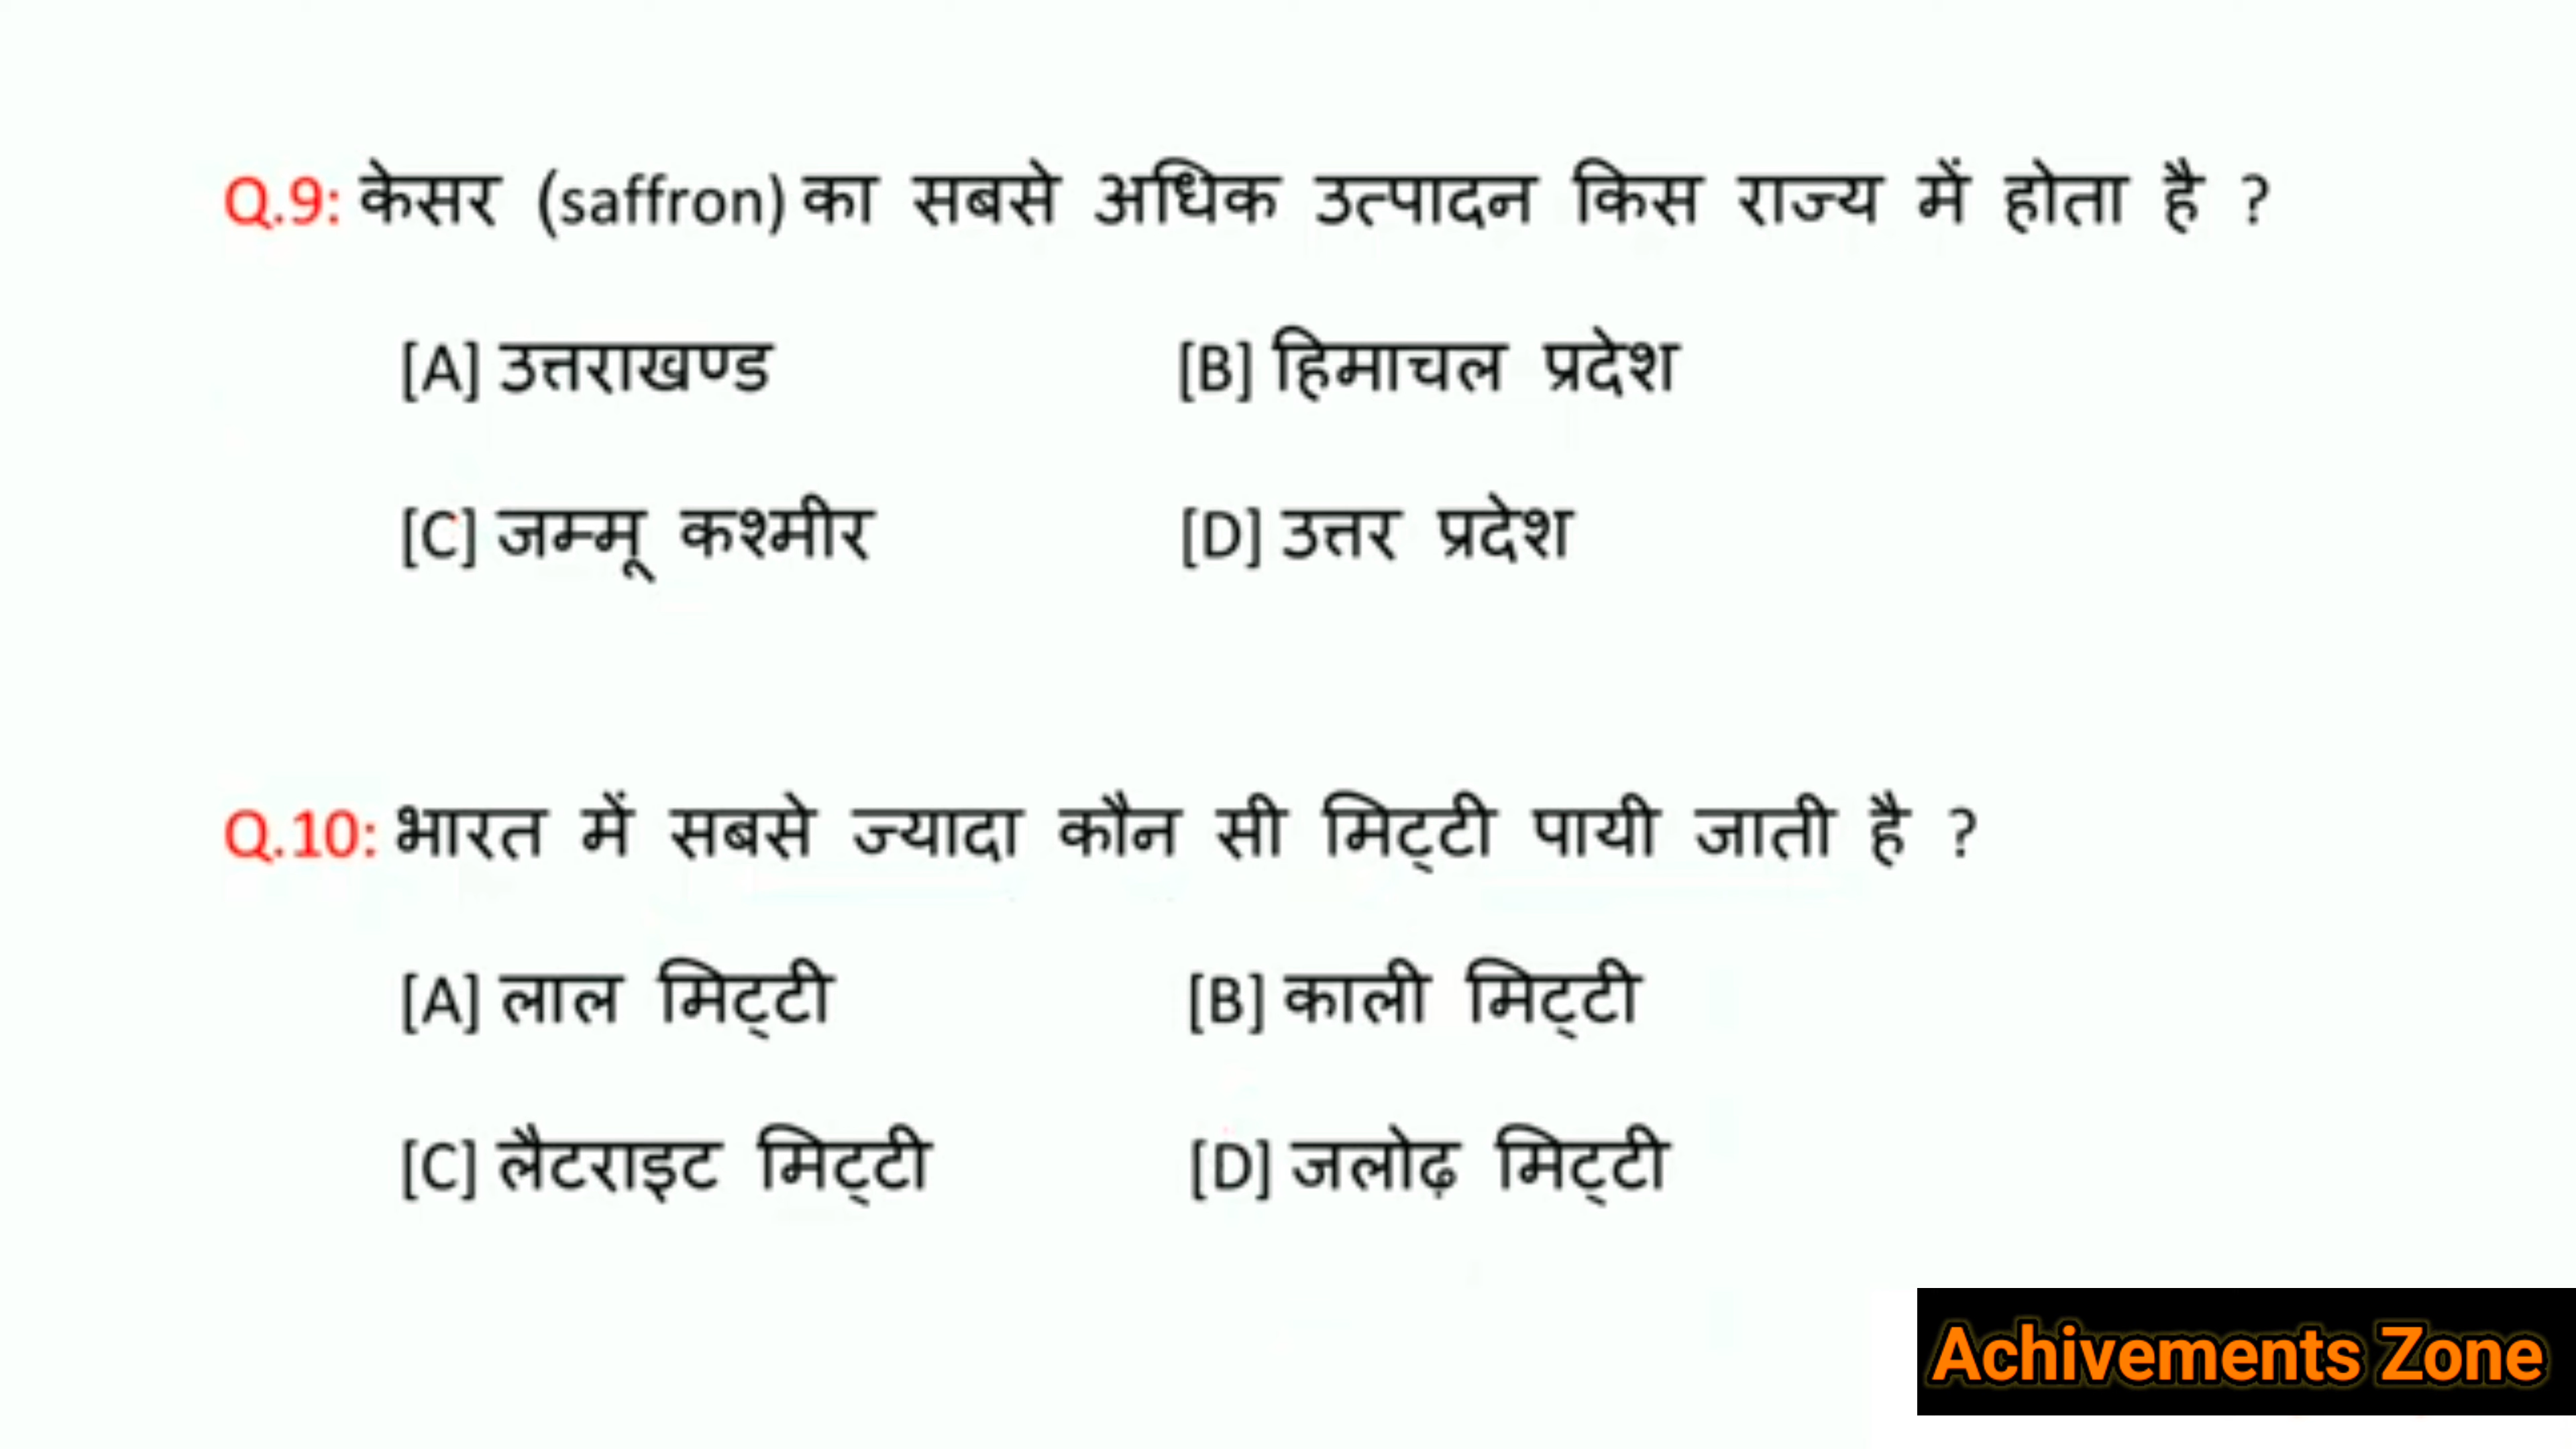 Q.9: केसर (saffron) का सबसे अधिक उत्पादन किस राज्य में होता है ?
[A] उत्तराखण्ड [B] हिमाचल प्रदेश
[C] जम्मू कश्मीर [D] उत्तर प्रदेश
Q.10: भारत में सबसे ज्यादा कौन सी मिट्टी पायी जाती है ?
[A] लाल मिट्टी [B] काली मिट्टी
[C] लैटराइट मिट्टी [D] जलोढ़ मिट्टी
Achivements Zone